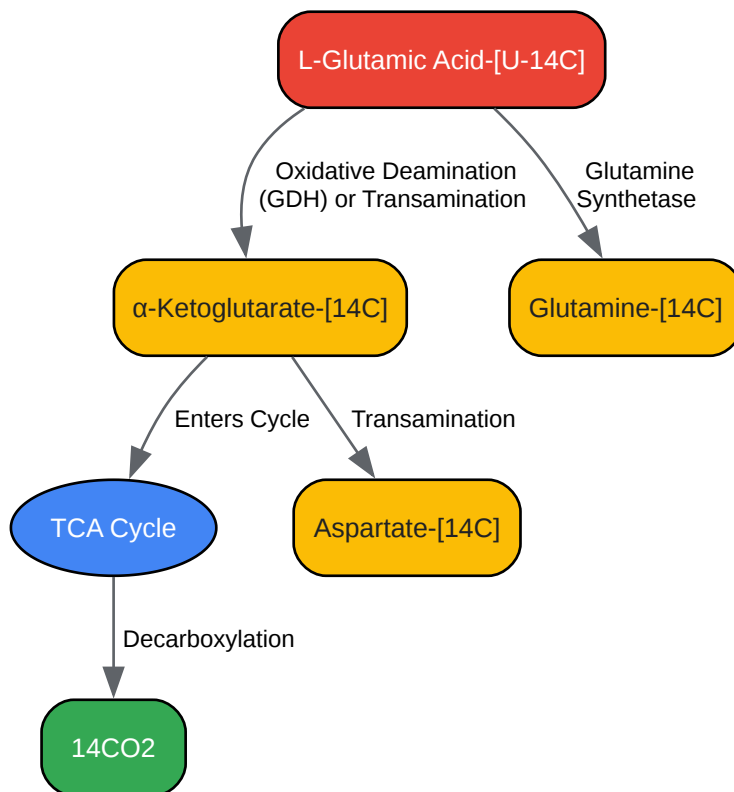 L-Glutamic Acid-[U-14C]
Oxidative Deamination
(GDH) or Transamination
Glutamine
Synthetase
α-Ketoglutarate-[14C]
Glutamine-[14C]
Enters Cycle
Transamination
TCA Cycle
Aspartate-[14C]
Decarboxylation
14CO2